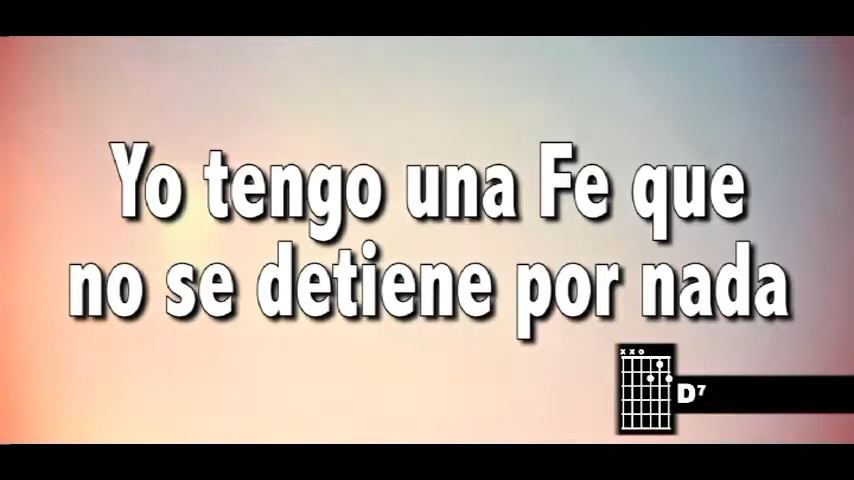 Yo tengo una Fe que
no se detiene por nada
x x o
D7